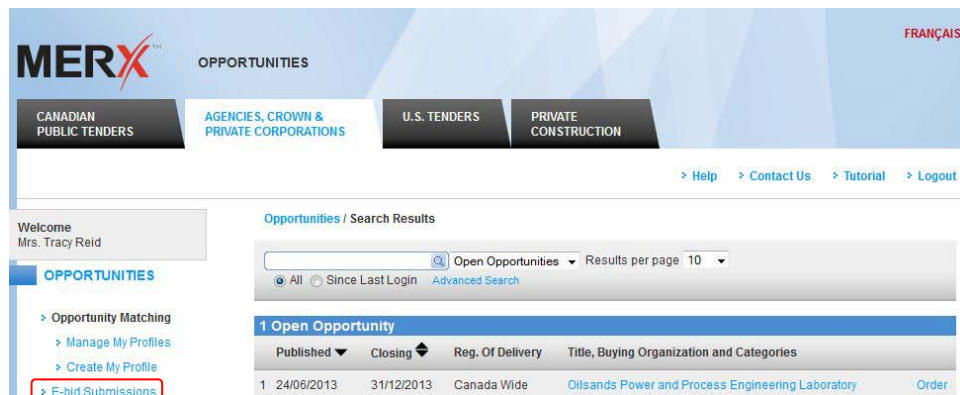 FRANÇAIS
MERX™ OPPORTUNITIES
CANADIAN PUBLIC TENDERS
AGENCIES, CROWN & PRIVATE CORPORATIONS
U.S. TENDERS
PRIVATE CONSTRUCTION
Help Contact Us Tutorial Logout
Welcome
Mrs. Tracy Reid
OPPORTUNITIES
Opportunity Matching
Manage My Profiles
Create My Profile
E-bid Submissions
Opportunities / Search Results
Open Opportunities Results per page 10
All Since Last Login Advanced Search
1 Open Opportunity
Published Closing Reg. Of Delivery Title, Buying Organization and Categories
1 24/06/2013 31/12/2013 Canada Wide Oilsands Power and Process Engineering Laboratory Order